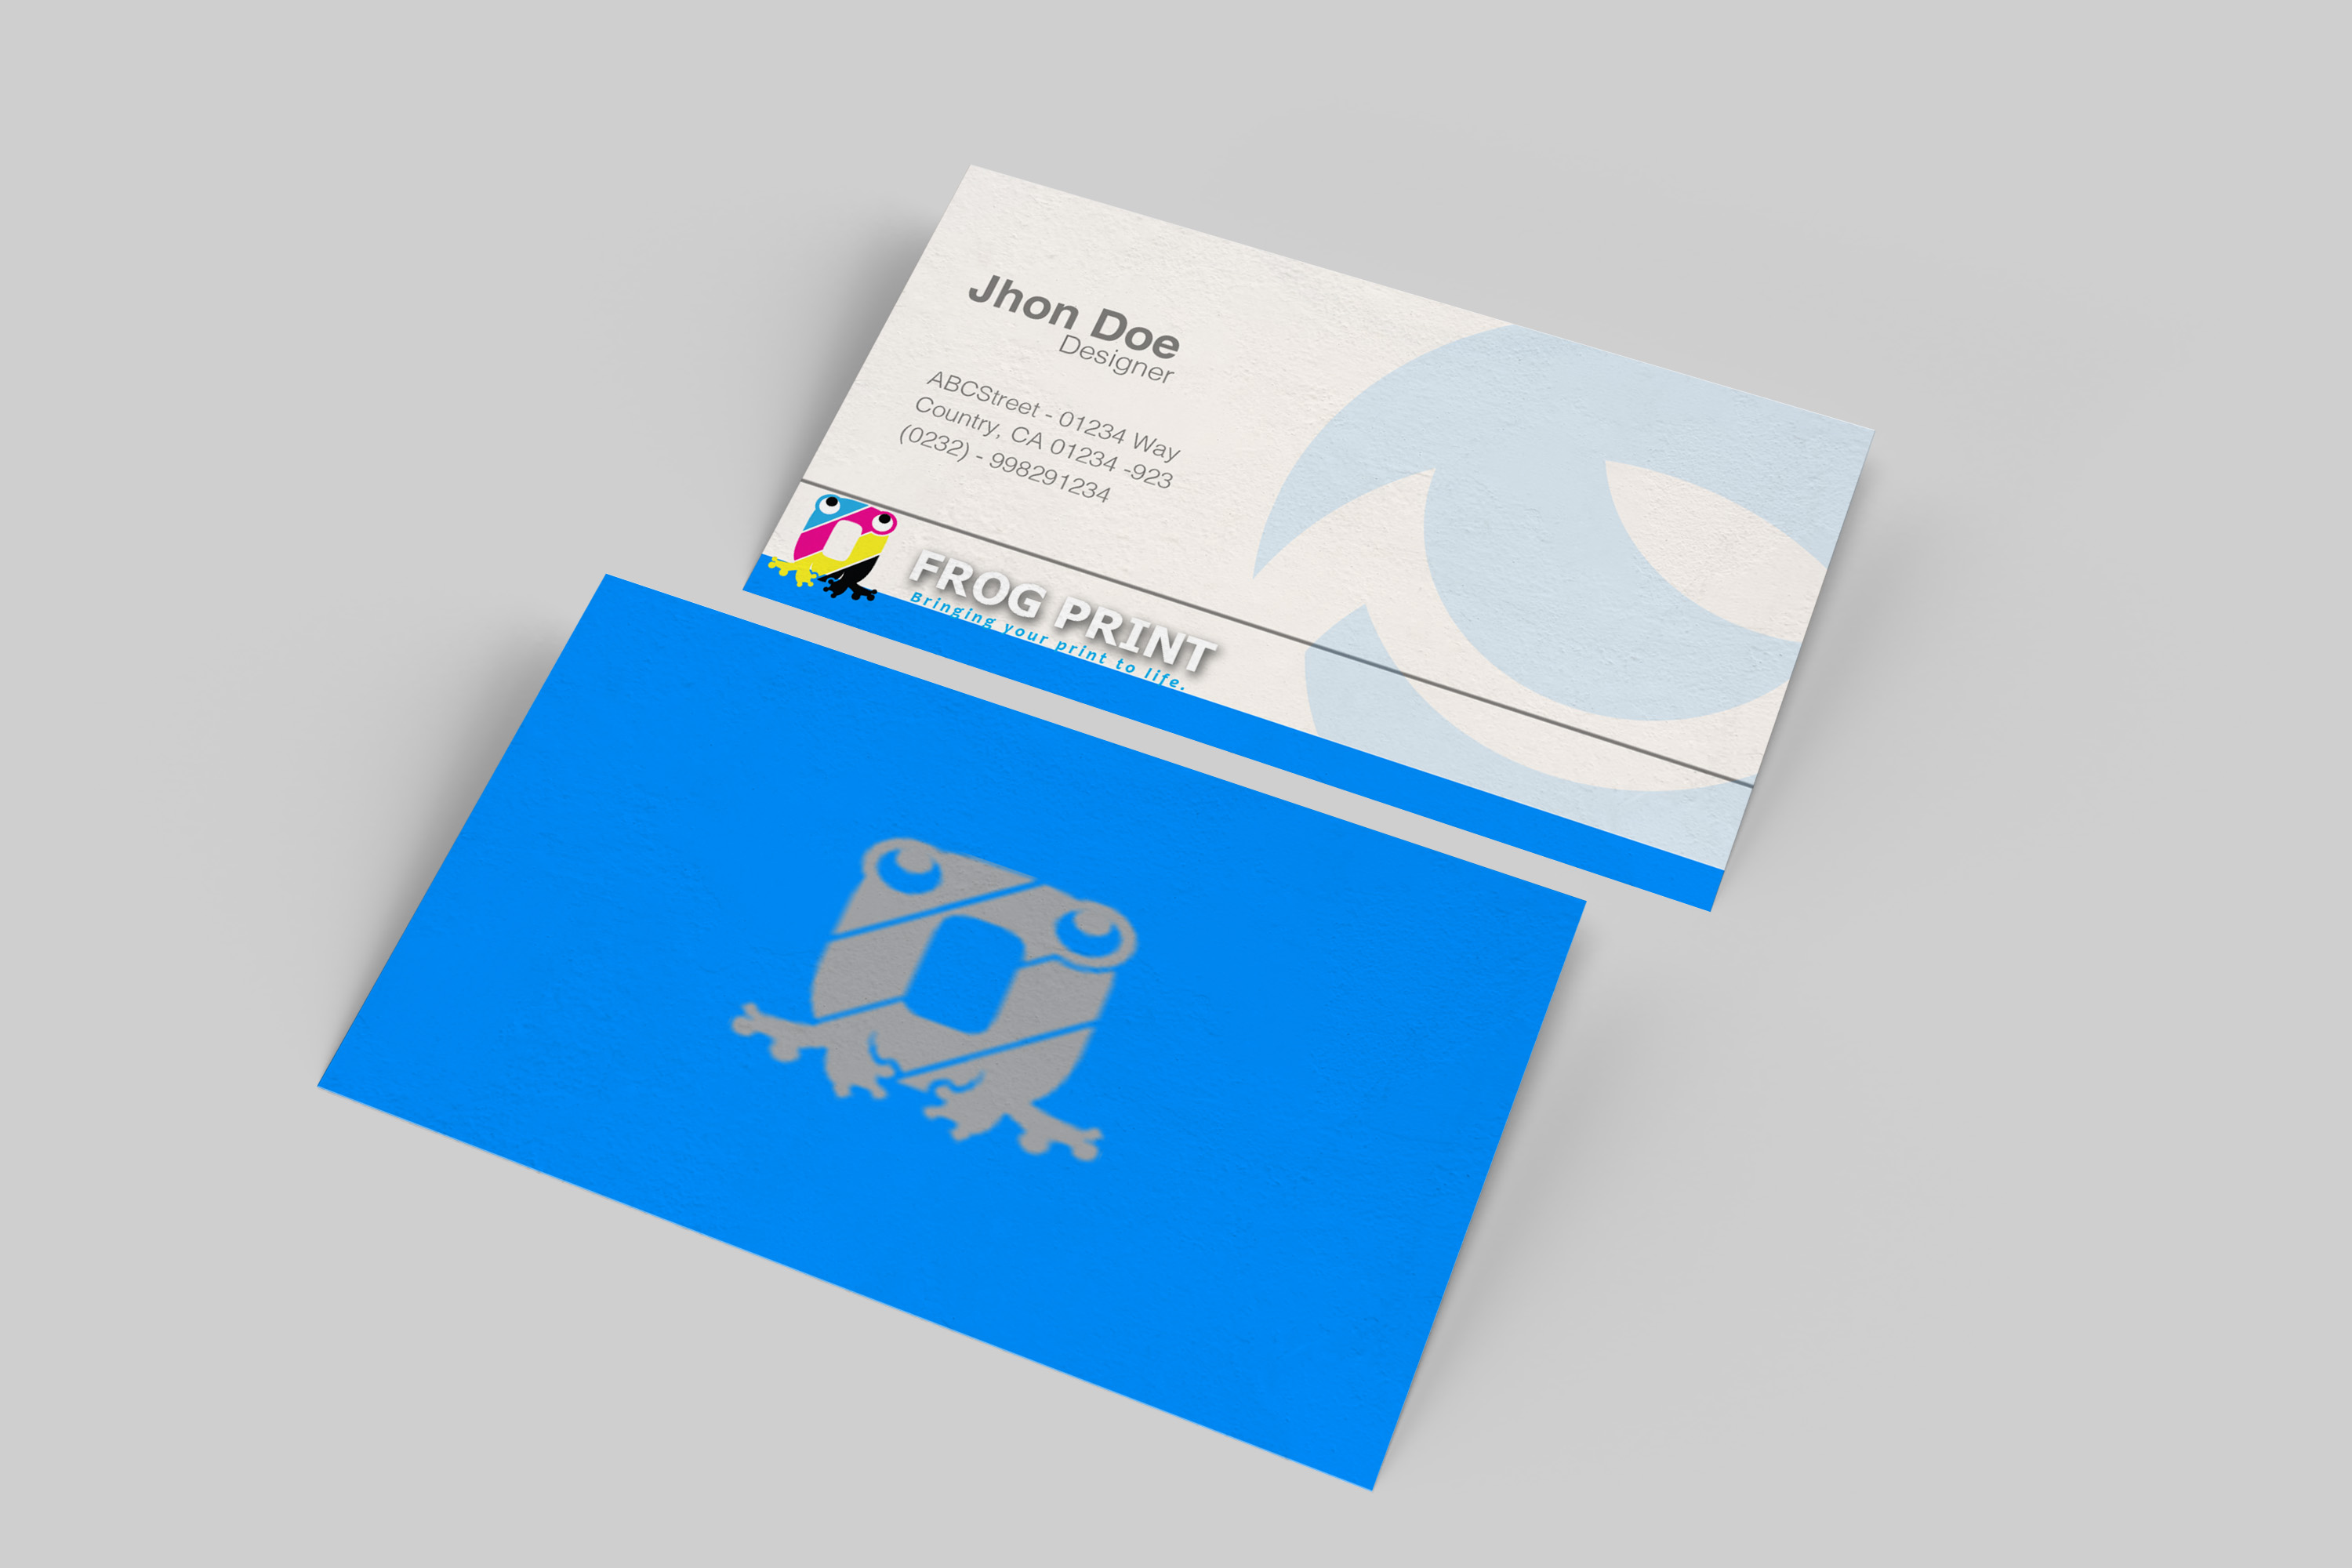 Jhon Doe
Designer
ABCStreet - 01234 Way
Country, CA 01234 -923
(0232) - 998291234
FROG PRINT
Bringing your print to life.